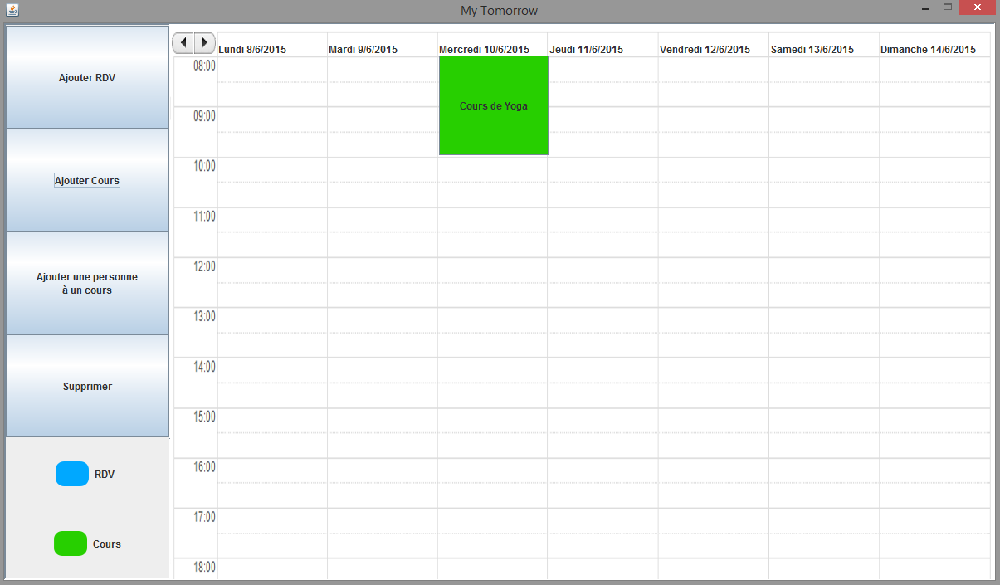 My Tomorrow
Ajouter RDV
Ajouter Cours
Ajouter une personne
à un cours
Supprimer
RDV
Cours
Lundi 8/6/2015
Mardi 9/6/2015
Mercredi 10/6/2015
Jeudi 11/6/2015
Vendredi 12/6/2015
Samedi 13/6/2015
Dimanche 14/6/2015
08:00
Cours de Yoga
09:00
10:00
11:00
12:00
13:00
14:00
15:00
16:00
17:00
18:00